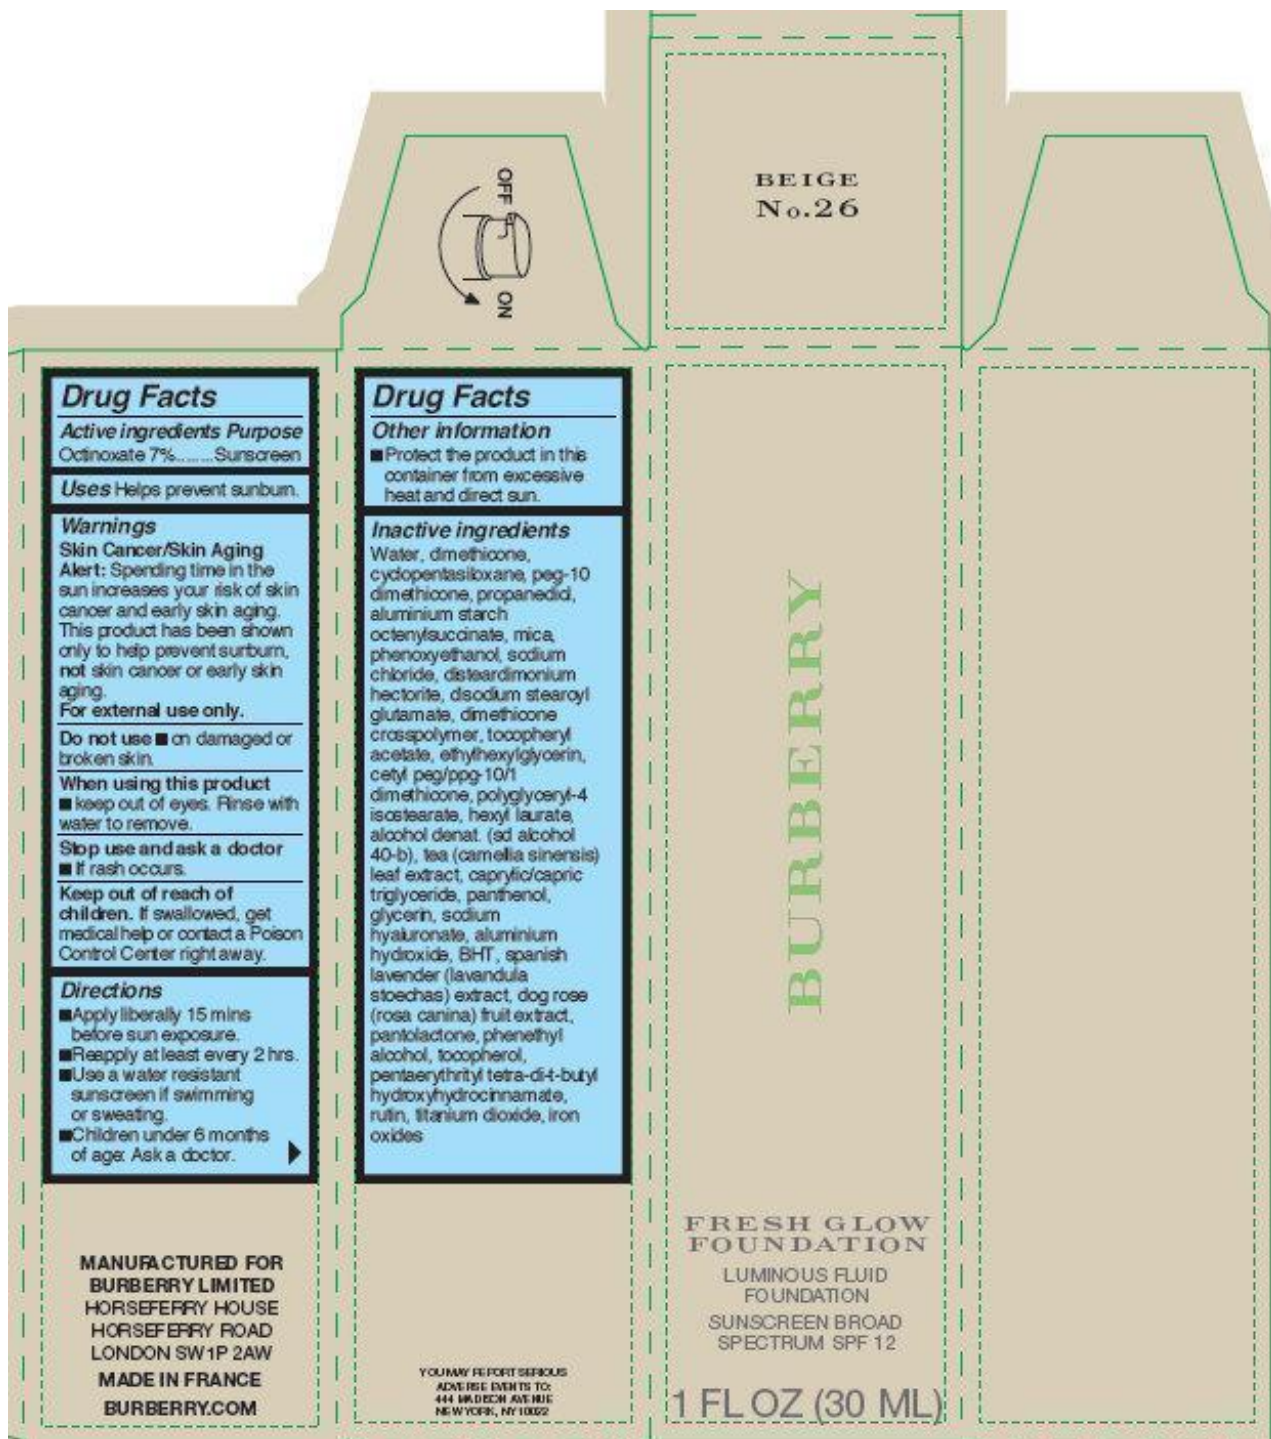 OFF
ON
BEIGE
No.26
Drug Facts
Active ingredients Purpose
Octinoxate 7%........Sunscreen
Uses Helps prevent sunburn.
Warnings
Skin Cancer/Skin Aging
Alert: Spending time in the
sun increases your risk of skin
cancer and early skin aging.
This product has been shown
only to help prevent sunburn,
not skin cancer or early skin
aging.
For external use only.
Do not use ■ on damaged or
broken skin.
When using this product
■ keep out of eyes. Rinse with
water to remove.
Stop use and ask a doctor
■ If rash occurs.
Keep out of reach of
children. If swallowed, get
medical help or contact a Poison
Control Center right away.
Directions
■ Apply liberally 15 mins
before sun exposure.
■ Reapply at least every 2 hrs.
■ Use a water resistant
sunscreen if swimming
or sweating.
■ Children under 6 months
of age: Ask a doctor.
MANUFACTURED FOR
BURBERRY LIMITED
HORSEFERRY HOUSE
HORSEFERRY ROAD
LONDON SW1P 2AW
MADE IN FRANCE
BURBERRY.COM
Drug Facts
Other information
■ Protect the product in this
container from excessive
heat and direct sun.
Inactive ingredients
Water, dimethicone,
cyclopentasiloxane, peg-10
dimethicone, propanediol,
aluminium starch
octenylsuccinate, mica,
phenoxyethanol, sodium
chloride, disteardimonium
hectorite, disodium stearoyl
glutamate, dimethicone
crosspolymer, tocopheryl
acetate, ethylhexylglycerin,
cetyl peg/ppg-10/1
dimethicone, polyglyceryl-4
isostearate, hexyl laurate,
alcohol denat. (sd alcohol
40-b), tea (camellia sinensis)
leaf extract, caprylic/capric
triglyceride, panthenol,
glycerin, sodium
hyaluronate, aluminium
hydroxide, BHT, spanish
lavender (lavandula
stoechas) extract, dog rose
(rosa canina) fruit extract,
pantolactone, phenethyl
alcohol, tocopherol,
pentaerythrityl tetra-di-t-butyl
hydroxyhydrocinnamate,
rutin, titanium dioxide, iron
oxides
YOU MAY REPORT SERIOUS
ADVERSE EVENTS TO:
444 MADISON AVENUE
NEW YORK, NY 10022
BURBERRY
FRESH GLOW
FOUNDATION
LUMINOUS FLUID
FOUNDATION
SUNSCREEN BROAD
SPECTRUM SPF 12
1 FL OZ (30 ML)